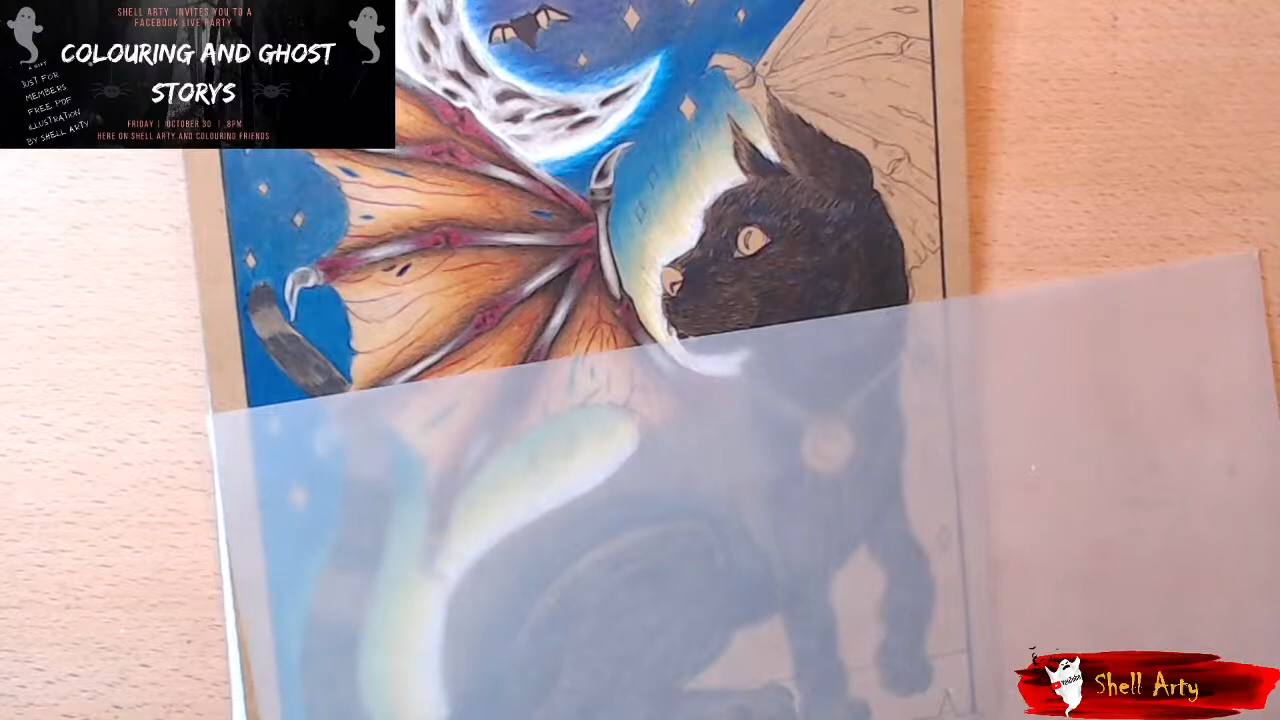 SHELL ARTY INVITES YOU TO A
FACEBOOK LIVE PARTY
COLOURING AND GHOST
STORYS
A GIFT
JUST FOR
MEMBERS
FREE PDF
ILLUSTRATION
BY SHELL ARTY
FRIDAY | OCTOBER 30 | 8PM
HERE ON SHELL ARTY AND COLOURING FRIENDS
YouTube
Shell Arty